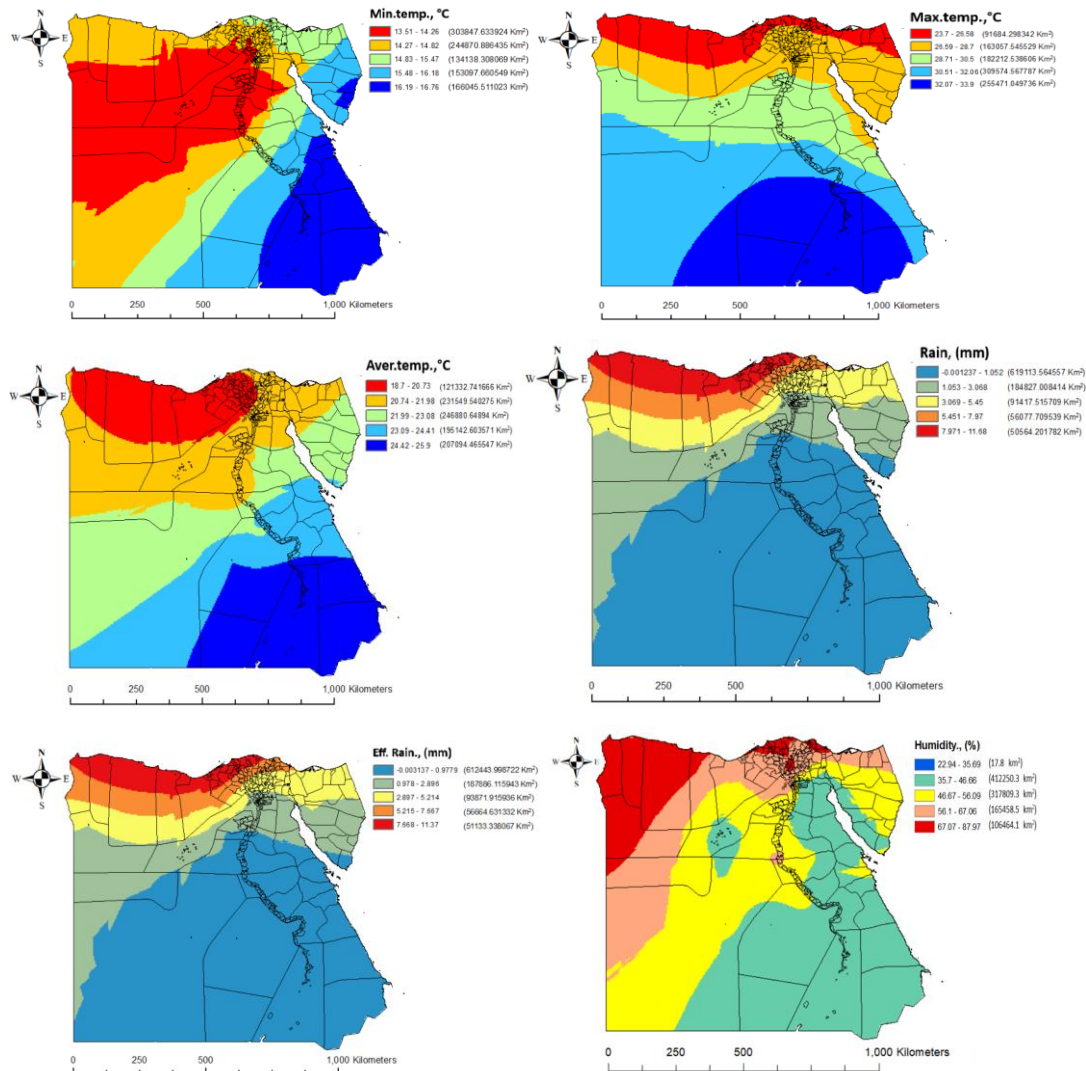 Min.temp., °C
13.51 - 14.26 (303847.633924 Km²)
14.27 - 14.82 (244870.886435 Km²)
14.83 - 15.47 (134138.308069 Km²)
15.48 - 16.18 (153097.660549 Km²)
16.19 - 16.76 (166045.511023 Km²)
N
W E
S
0 250 500 1,000 Kilometers
Max.temp.,°C
23.7 - 26.58 (91684.298342 Km²)
26.59 - 28.7 (163957.545529 Km²)
28.71 - 30.5 (182212.538606 Km²)
30.51 - 32.06 (309574.567787 Km²)
32.07 - 33.9 (255471.049736 Km²)
N
W E
S
0 250 500 1,000 Kilometers
Aver.temp.,°C
18.7 - 20.73 (121332.741666 Km²)
20.74 - 21.98 (231549.540275 Km²)
21.99 - 23.08 (246880.64894 Km²)
23.09 - 24.41 (195142.603571 Km²)
24.42 - 25.9 (207094.465547 Km²)
N
W E
S
0 250 500 1,000 Kilometers
Rain, (mm)
-0.001237 - 1.052 (619113.564557 Km²)
1.053 - 3.068 (184827.008414 Km²)
3.069 - 5.45 (91417.515709 Km²)
5.451 - 7.97 (56077.709539 Km²)
7.971 - 11.68 (50564.201782 Km²)
N
W E
S
0 250 500 1,000 Kilometers
Eff. Rain., (mm)
-0.003137 - 0.9779 (612443.998722 Km²)
0.978 - 2.896 (187886.115943 Km²)
2.897 - 5.214 (93871.915936 Km²)
5.215 - 7.667 (56664.631332 Km²)
7.668 - 11.37 (51133.338067 Km²)
N
W E
S
0 250 500 1,000 Kilometers
Humidity., (%)
22.94 - 35.69 (17.8 km²)
35.7 - 46.66 (412250.3 km²)
46.67 - 56.09 (317809.3 km²)
56.1 - 67.06 (165458.5 km²)
67.07 - 87.97 (106464.1 km²)
N
W E
S
0 250 500 1,000 Kilometers